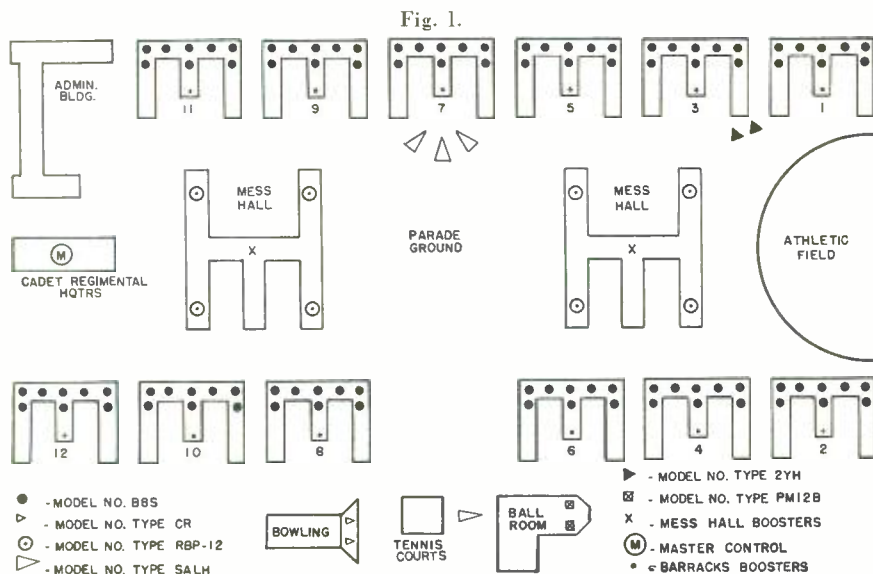 Fig. 1.
ADMIN.
BLDG.
11
9
7
5
3
1
MESS
HALL
MESS
HALL
PARADE
GROUND
ATHLETIC
FIELD
X
X
M
CADET REGIMENTAL
HQTRS
12
10
8
6
4
2
- MODEL NO. B8S
- MODEL NO. TYPE CR
- MODEL NO. TYPE RBP-12
- MODEL NO. TYPE SALH
BOWLING
TENNIS
COURTS
BALL
ROOM
- MODEL NO. TYPE 2YH
- MODEL NO. TYPE PM12B
X - MESS HALL BOOSTERS
M - MASTER CONTROL
- BARRACKS BOOSTERS